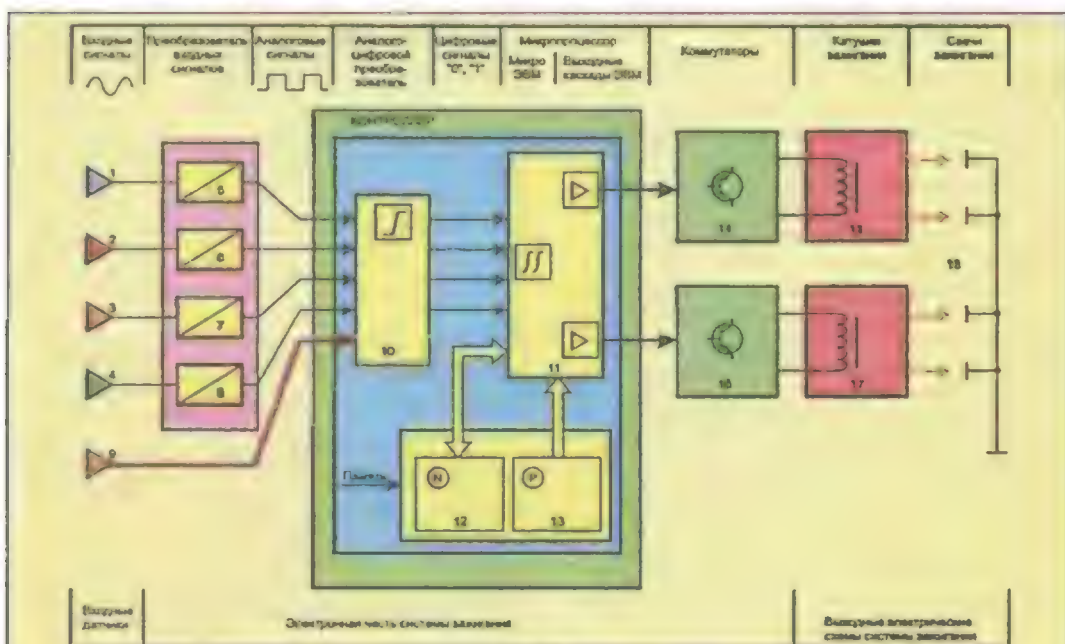 Входные
сигналы
Преобразователь
входных
сигналов
Аналоговые
сигналы
Аналого-
цифровой
преобра-
зователь
Цифровые
сигналы
"0", "1"
Микропроцессор
Микро
ЭВМ
Выходные
каскады ЭВМ
Коммутаторы
Катушки
зажигания
Свечи
зажигания
КОНТРОЛЛЕР
1
2
3
4
9
5
6
7
8
10
11
Память
N
12
P
13
14
16
17
18
Входные
датчики
Электронная часть системы зажигания
Выходные электрические
схемы системы зажигания